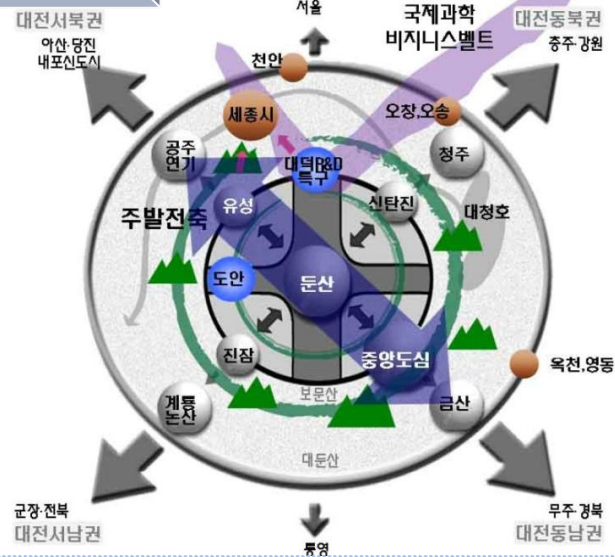 대전서북권
아산·당진
내포신도시
서울
국제과학
비지니스벨트
대전동북권
충주·강원
천안
세종시
오창,오송
공주
연기
대덕R&D
특구
청주
유성
신탄진
주발전축
대청호
도안
둔산
진잠
중앙도심
옥천,영동
보문산
계룡
논산
금산
대둔산
군장·전북
대전서남권
통영
무주·경북
대전동남권